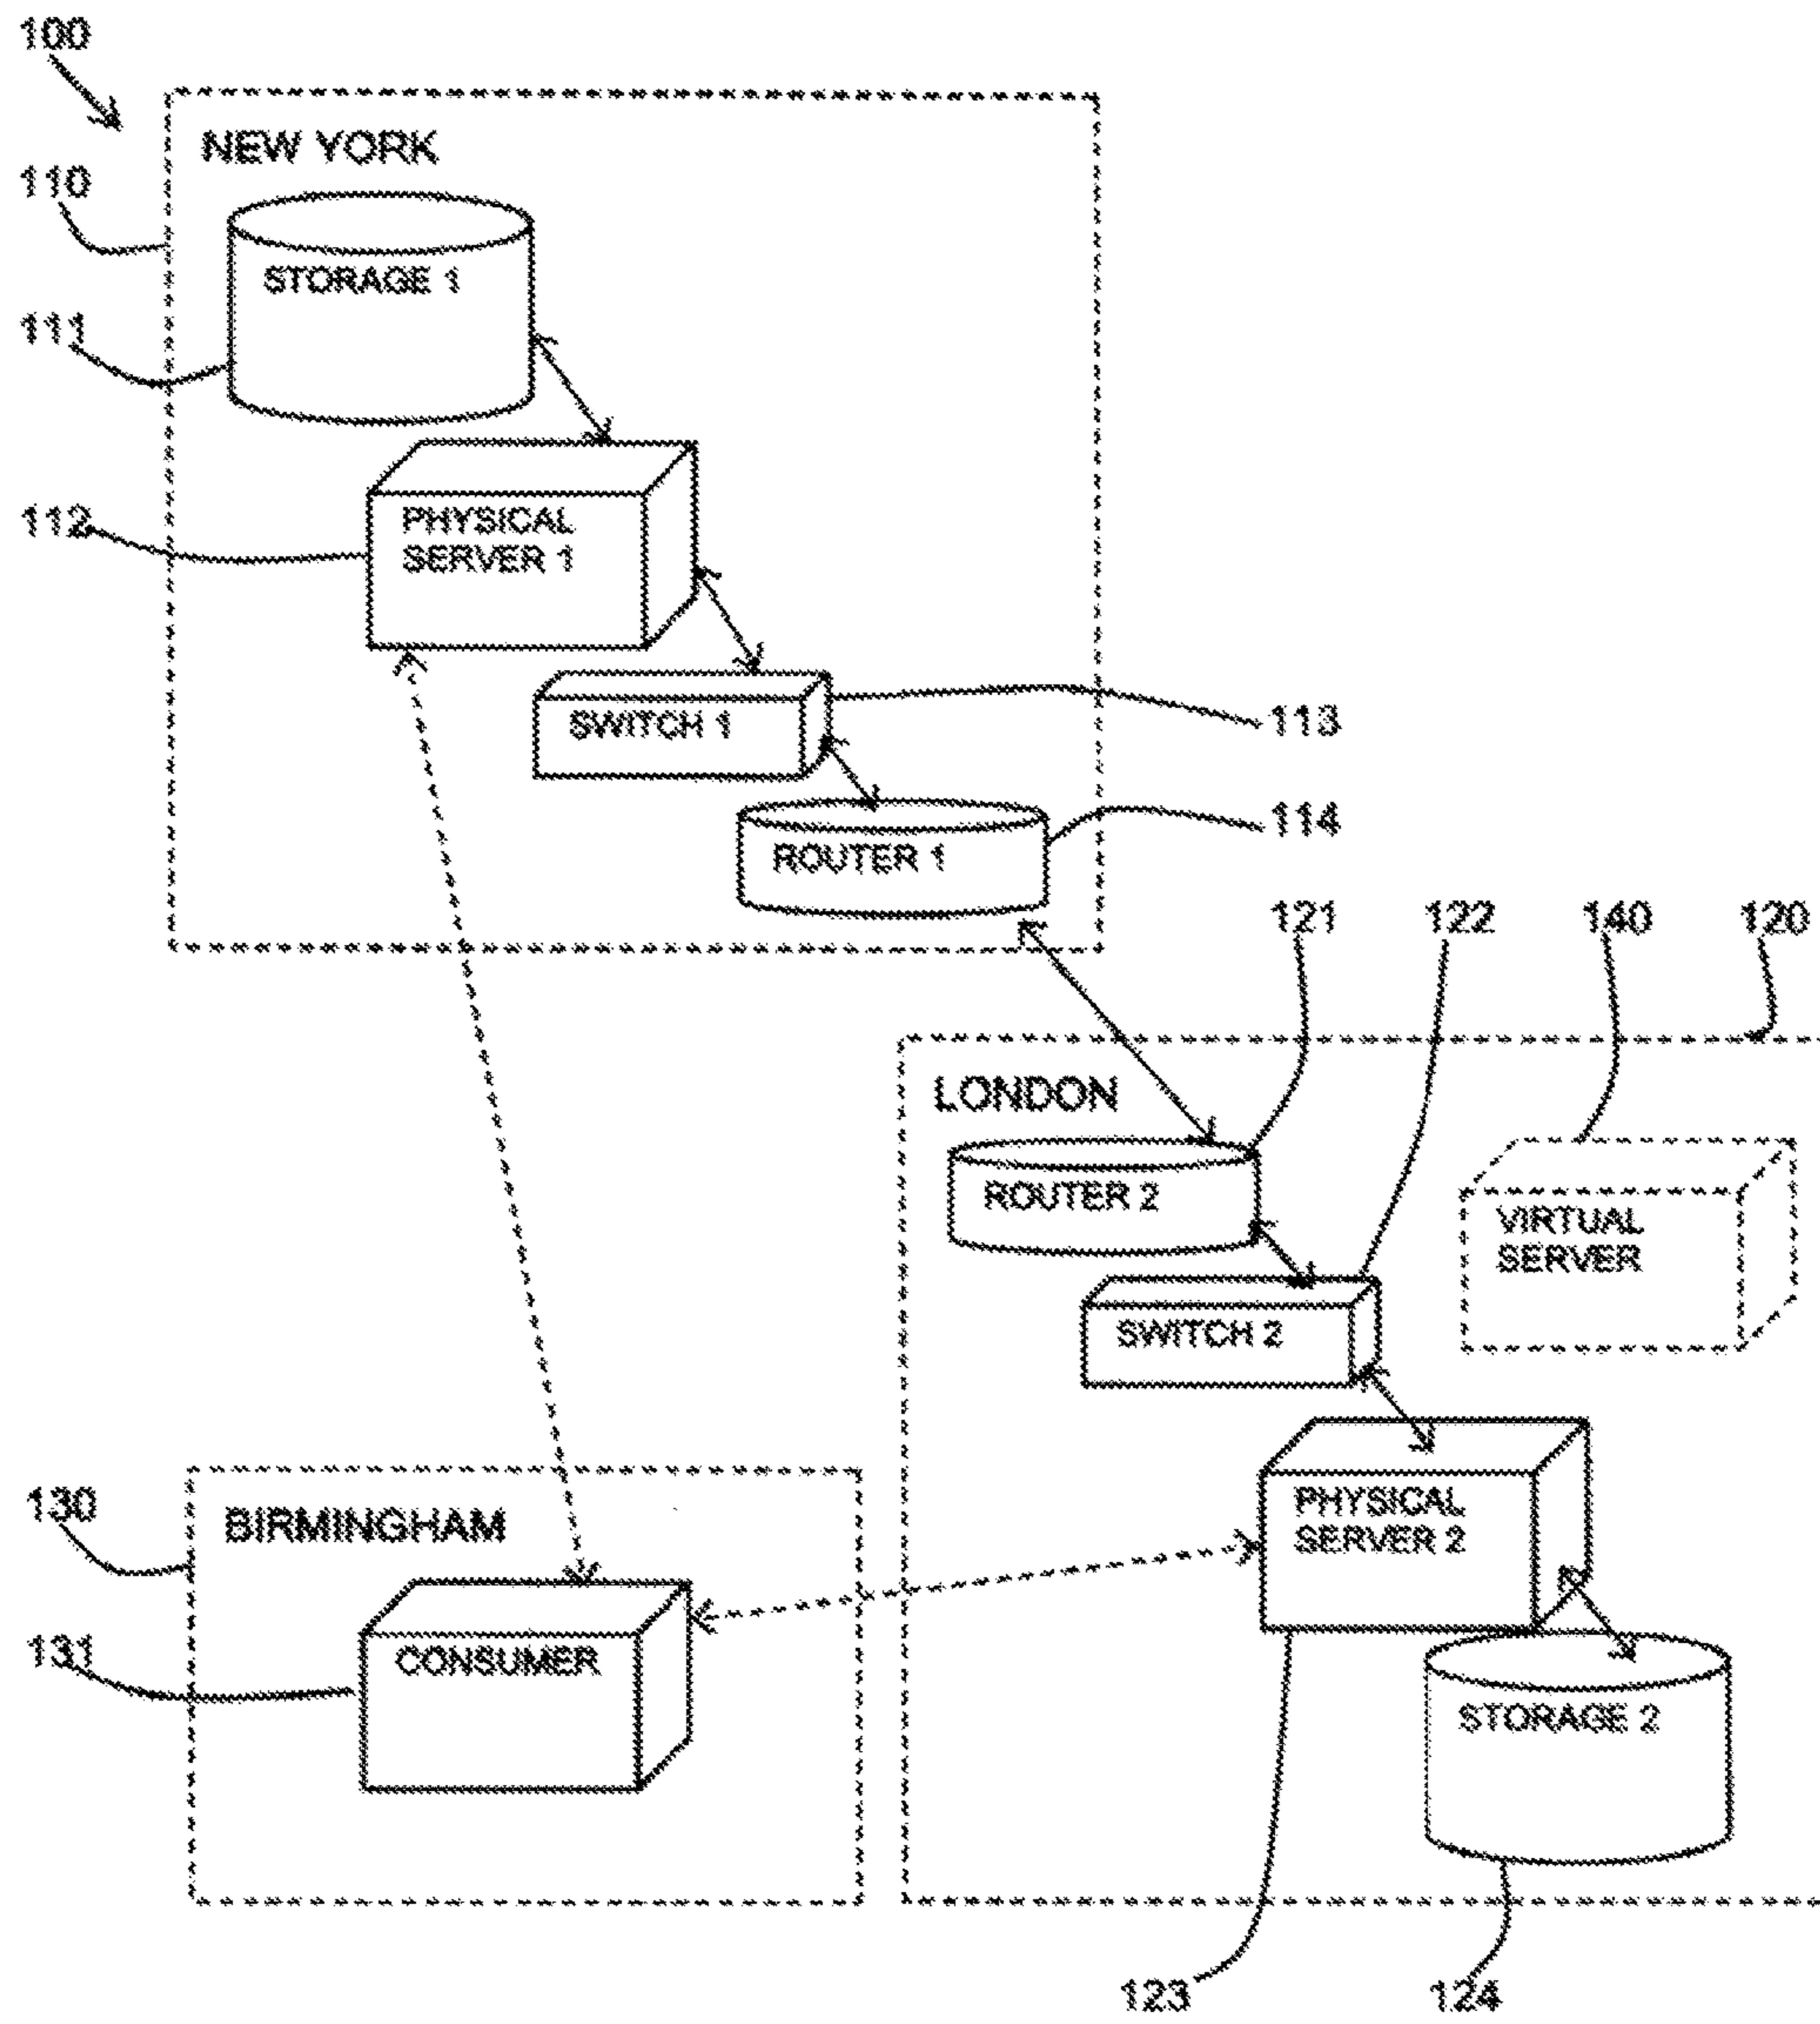 100
NEW YORK
110
STORAGE 1
111
PHYSICAL
SERVER 1
112
SWITCH 1
113
114
ROUTER 1
121
122
140
120
LONDON
ROUTER 2
VIRTUAL
SERVER
SWITCH 2
130
BIRMINGHAM
PHYSICAL
SERVER 2
131
CONSUMER
STORAGE 2
123
124